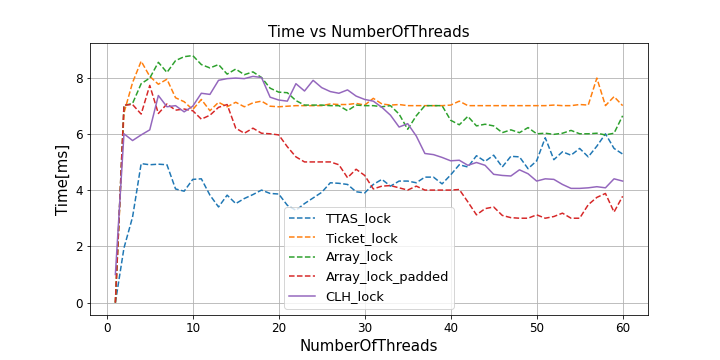 Time vs NumberOfThreads
Time[ms]
8
6
4
2
0
0
10
20
30
40
50
60
NumberOfThreads
TTAS_lock
Ticket_lock
Array_lock
Array_lock_padded
CLH_lock